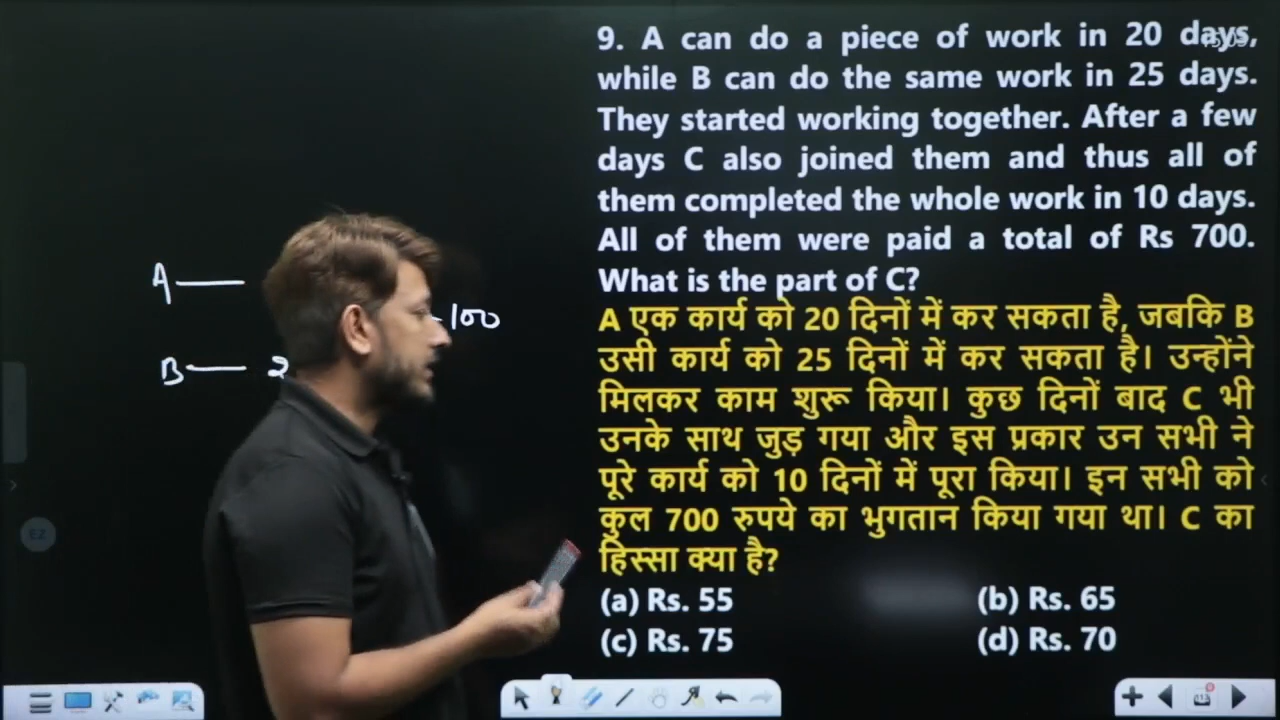 9. A can do a piece of work in 20 days,
while B can do the same work in 25 days.
They started working together. After a few
days C also joined them and thus all of
them completed the whole work in 10 days.
All of them were paid a total of Rs 700.
What is the part of C?
A एक कार्य को 20 दिनों में कर सकता है, जबकि B
उसी कार्य को 25 दिनों में कर सकता है। उन्होंने
मिलकर काम शुरू किया। कुछ दिनों बाद C भी
उनके साथ जुड़ गया और इस प्रकार उन सभी ने
पूरे कार्य को 10 दिनों में पूरा किया। इन सभी को
कुल 700 रुपये का भुगतान किया गया था। C का
हिस्सा क्या है?
(a) Rs. 55 (b) Rs. 65
(c) Rs. 75 (d) Rs. 70
A —
100
B — 2
EZ